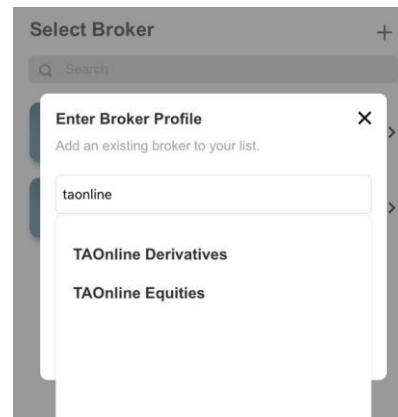 Select Broker
Search
Enter Broker Profile
Add an existing broker to your list.
taonline
TAOnline Derivatives
TAOnline Equities